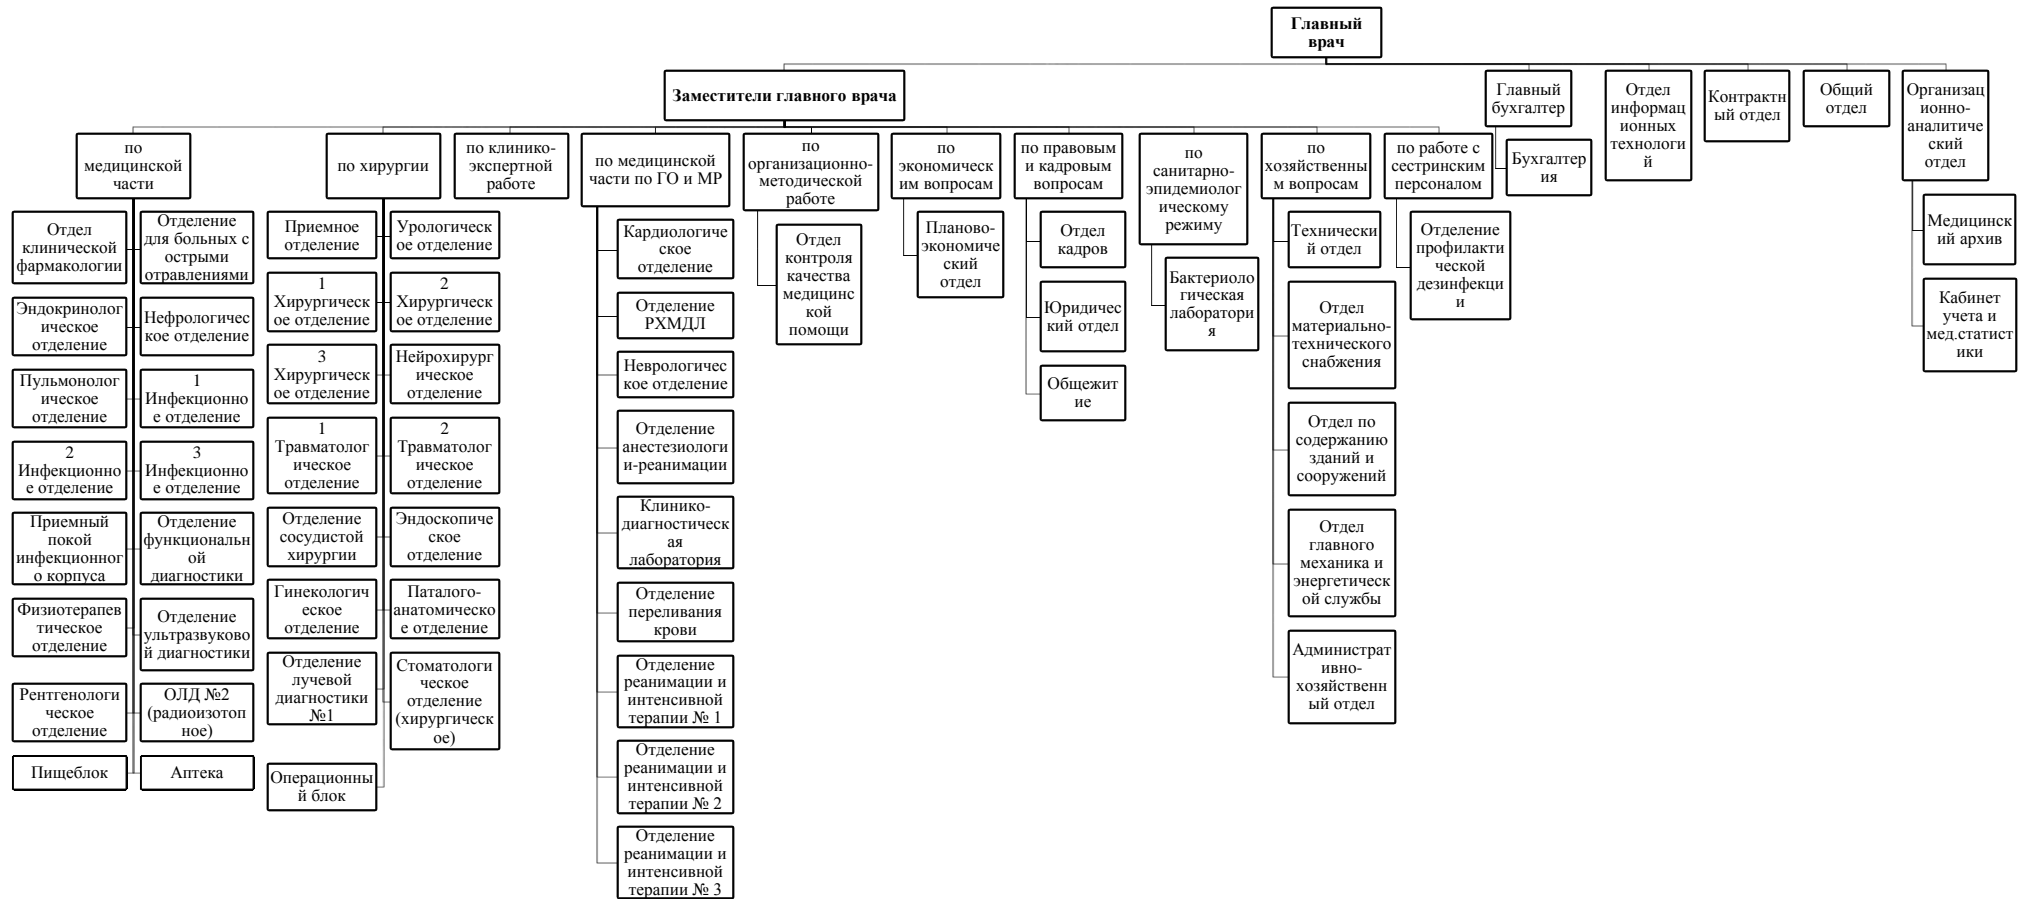 Главный
врач
Заместители главного врача
Главный
бухгалтер
Бухгалтер
ия
Отдел
информац
ионных
технологи
й
Контрактн
ый отдел
Общий
отдел
Организац
ионно-
аналитиче
ский
отдел
Медицинск
ий архив
Кабинет
учета и
мед.статист
ики
по
медицинской
части
Отдел
клинической
фармакологии
Отделение
для больных с
острыми
отравлениями
Эндокринолог
ическое
отделение
Нефрологичес
кое отделение
Пульмонолог
ическое
отделение
1
Инфекционно
е отделение
2
Инфекционно
е отделение
3
Инфекционно
е отделение
Приемный
покой
инфекционног
о корпуса
Отделение
функциональн
ой
диагностики
Физиотерапев
тическое
отделение
Отделение
ультразвуково
й диагностики
Рентгенологи
ческое
отделение
ОЛД №2
(радиоизотоп
ное)
Пищеблок
Аптека
по хирургии
Приемное
отделение
Урологическ
ое отделение
1
Хирургическ
ое отделение
2
Хирургическ
ое отделение
3
Хирургическ
ое отделение
Нейрохирург
ическое
отделение
1
Травматолог
ическое
отделение
2
Травматолог
ическое
отделение
Отделение
сосудистой
хирургии
Эндоскопиче
ское
отделение
Гинекологич
еское
отделение
Паталого-
анатомическо
е отделение
Отделение
лучевой
диагностики
№1
Стоматологи
ческое
отделение
(хирургическ
ое)
Операционны
й блок
по клинико-
экспертной
работе
по медицинской
части по ГО и МР
Кардиологиче
ское
отделение
Отделение
РХМДЛ
Неврологичес
кое отделение
Отделение
анестезиологи
и-реанимации
Клинико-
диагностическ
ая
лаборатория
Отделение
переливания
крови
Отделение
реанимации и
интенсивной
терапии № 1
Отделение
реанимации и
интенсивной
терапии № 2
Отделение
реанимации и
интенсивной
терапии № 3
по
организационно-
методической
работе
Отдел
контроля
качества
медицинс
кой
помощи
по
экономическ
им вопросам
Планово-
экономиче
ский
отдел
по правовым
и кадровым
вопросам
Отдел
кадров
Юридичес
кий отдел
Общежит
ие
по
санитарно-
эпидемиолог
ическому
режиму
Бактериоло
гическая
лаборатори
я
по
хозяйственны
м вопросам
Технически
й отдел
Отдел
материально-
технического
снабжения
Отдел по
содержанию
зданий и
сооружений
Отдел
главного
механика и
энергетическ
ой службы
Администрат
ивно-
хозяйственн
ый отдел
по работе с
сестринским
персоналом
Отделение
профилакти
ческой
дезинфекци
и